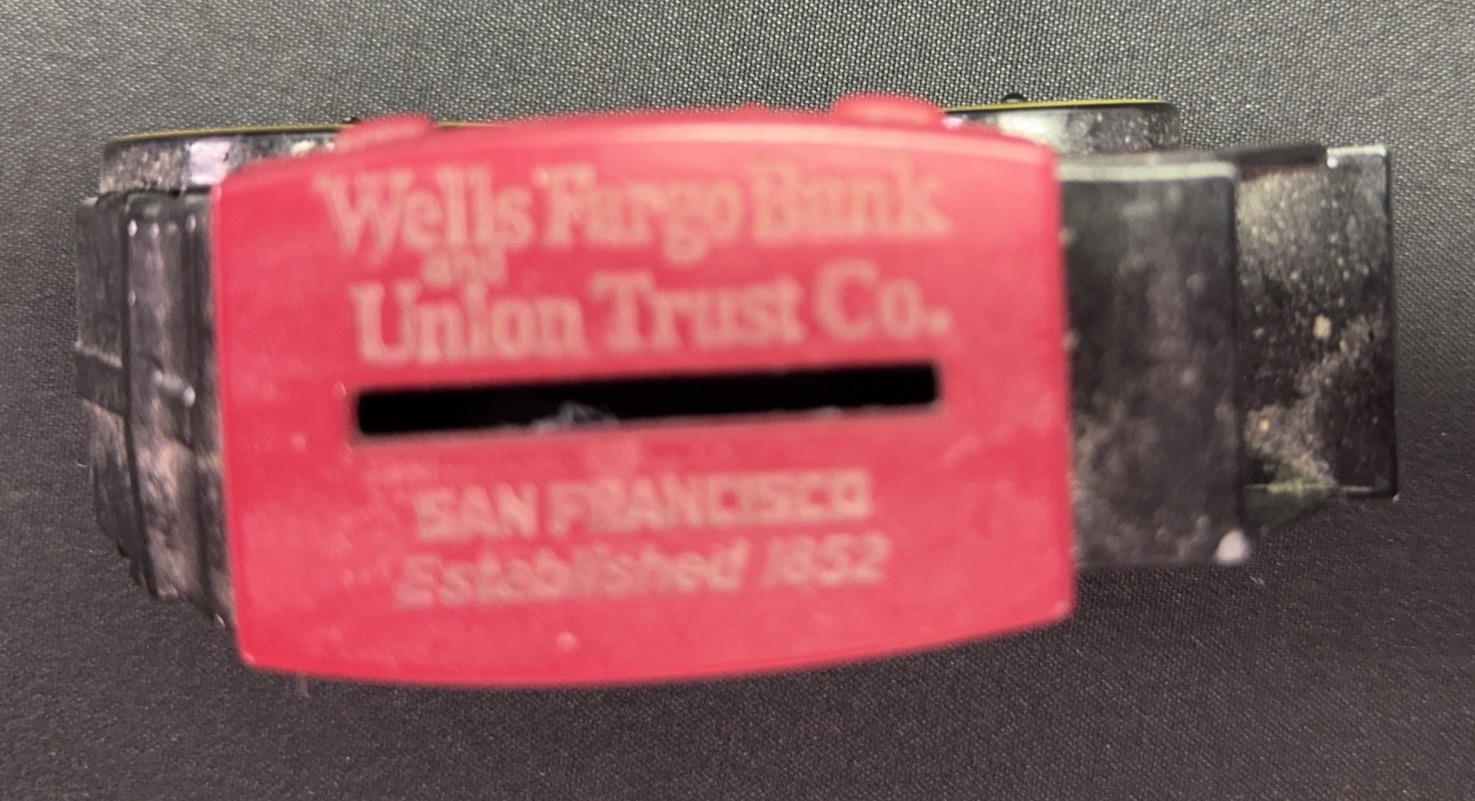 Wells Fargo Bank
and
Union Trust Co.
SAN FRANCISCO
Established 1852